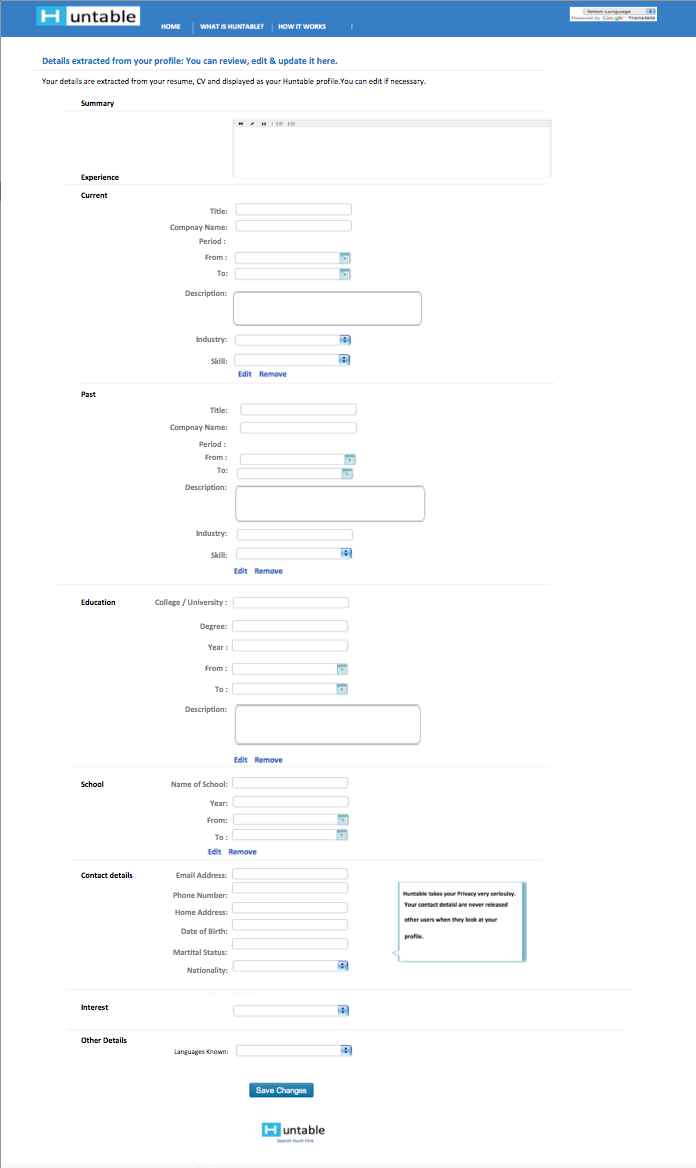 Huntable
HOME WHAT IS HUNTABLE? HOW IT WORKS
Select Language
Powered by Google Translate
Details extracted from your profile: You can review, edit & update it here.
Your details are extracted from your resume, CV and displayed as your Huntable profile.You can edit if necessary.
Summary
Experience
Current
Title:
Compnay Name:
Period :
From :
To:
Description:
Industry:
Skill:
Edit Remove
Past
Title:
Compnay Name:
Period :
From :
To:
Description:
Industry:
Skill:
Edit Remove
Education
College / University :
Degree:
Year :
From :
To :
Description:
Edit Remove
School
Name of School:
Year:
From:
To :
Edit Remove
Contact details
Email Address:
Phone Number:
Home Address:
Date of Birth:
Martital Status:
Nationality:
Huntable takes your Privacy very serioulsy.
Your contact detaisl are never released
other users when they look at your
profile.
Interest
Other Details
Languages Known:
Save Changes
Huntable
Search-Hunt-Hire